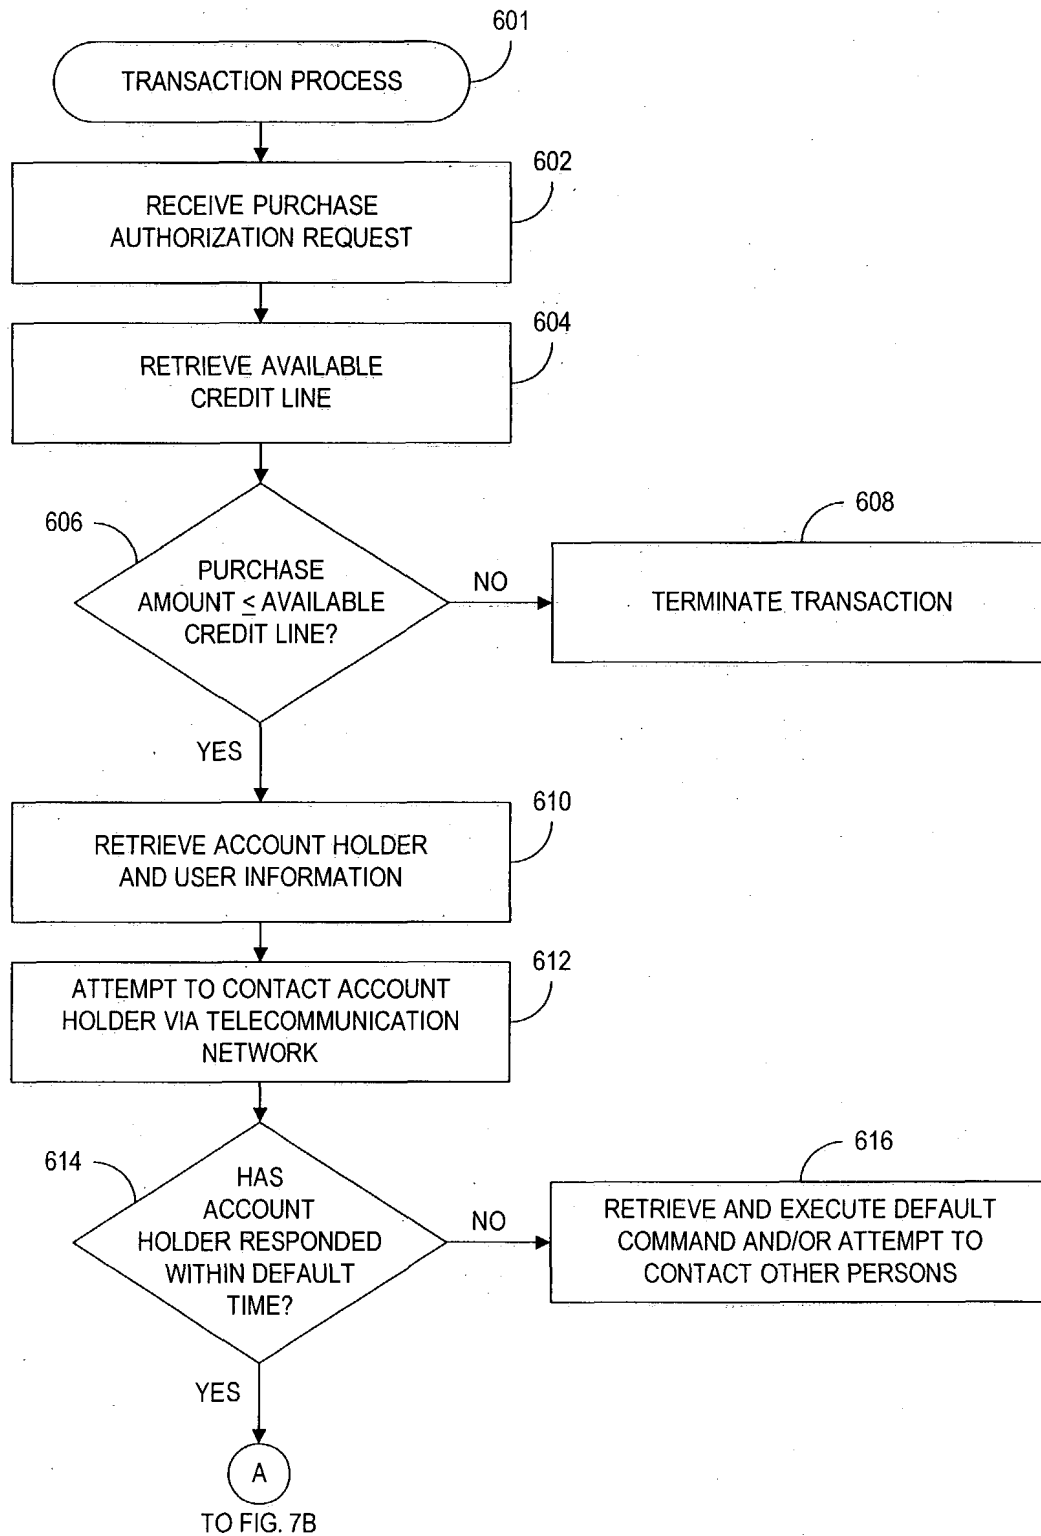 601
TRANSACTION PROCESS
602
RECEIVE PURCHASE
AUTHORIZATION REQUEST
604
RETRIEVE AVAILABLE
CREDIT LINE
606
PURCHASE
AMOUNT ≤ AVAILABLE
CREDIT LINE?
NO
608
TERMINATE TRANSACTION
YES
610
RETRIEVE ACCOUNT HOLDER
AND USER INFORMATION
612
ATTEMPT TO CONTACT ACCOUNT
HOLDER VIA TELECOMMUNICATION
NETWORK
614
HAS
ACCOUNT
HOLDER RESPONDED
WITHIN DEFAULT
TIME?
NO
616
RETRIEVE AND EXECUTE DEFAULT
COMMAND AND/OR ATTEMPT TO
CONTACT OTHER PERSONS
YES
A
TO FIG. 7B